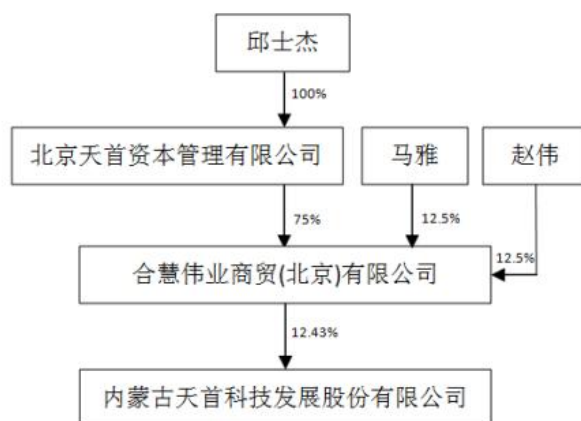 邱士杰
100%
北京天首资本管理有限公司
马雅
赵伟
75%
12.5%
12.5%
合慧伟业商贸(北京)有限公司
12.43%
内蒙古天首科技发展股份有限公司